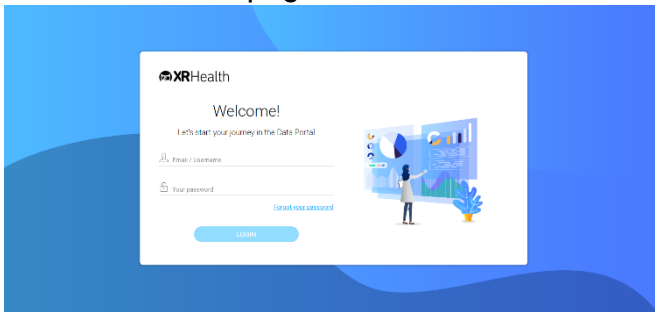 XRHealth
Welcome!
Let's start your journey in the Data Portal
Email / Username
Your password
Forgot your password
LOGIN